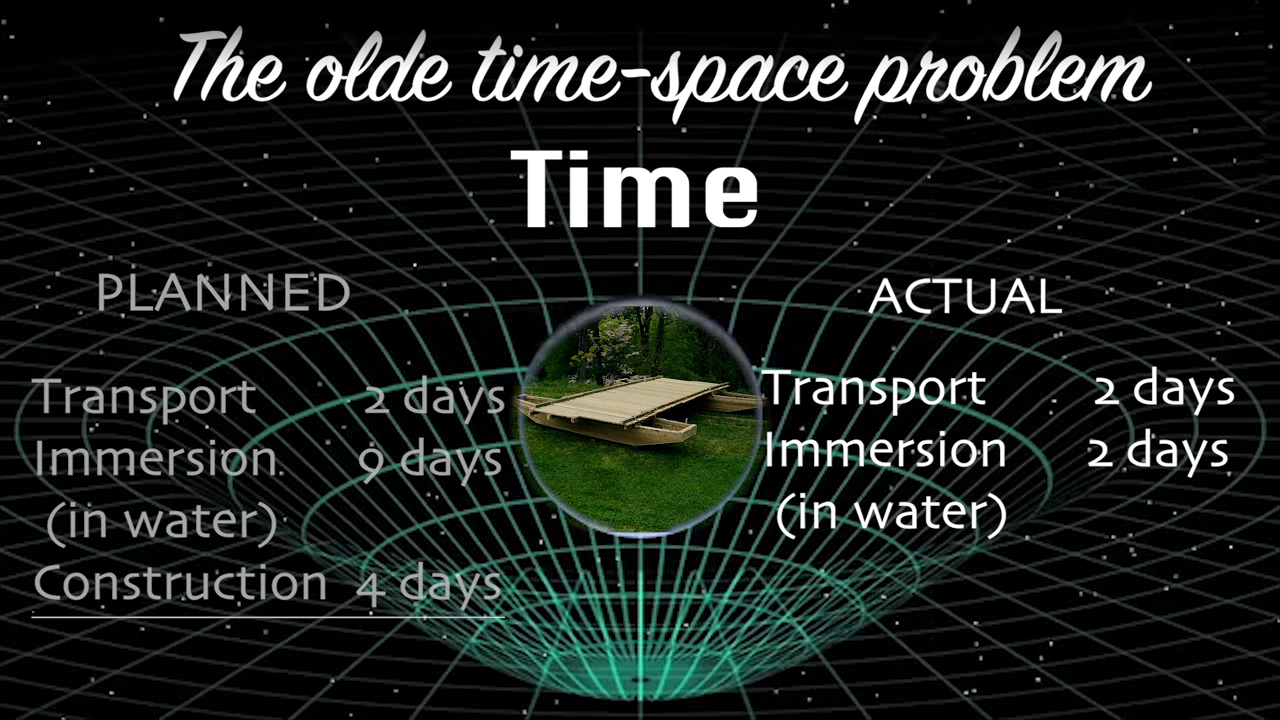 The olde time-space problem
Time
PLANNED
Transport 2 days
Immersion 9 days
(in water)
Construction 4 days
ACTUAL
Transport 2 days
Immersion 2 days
(in water)